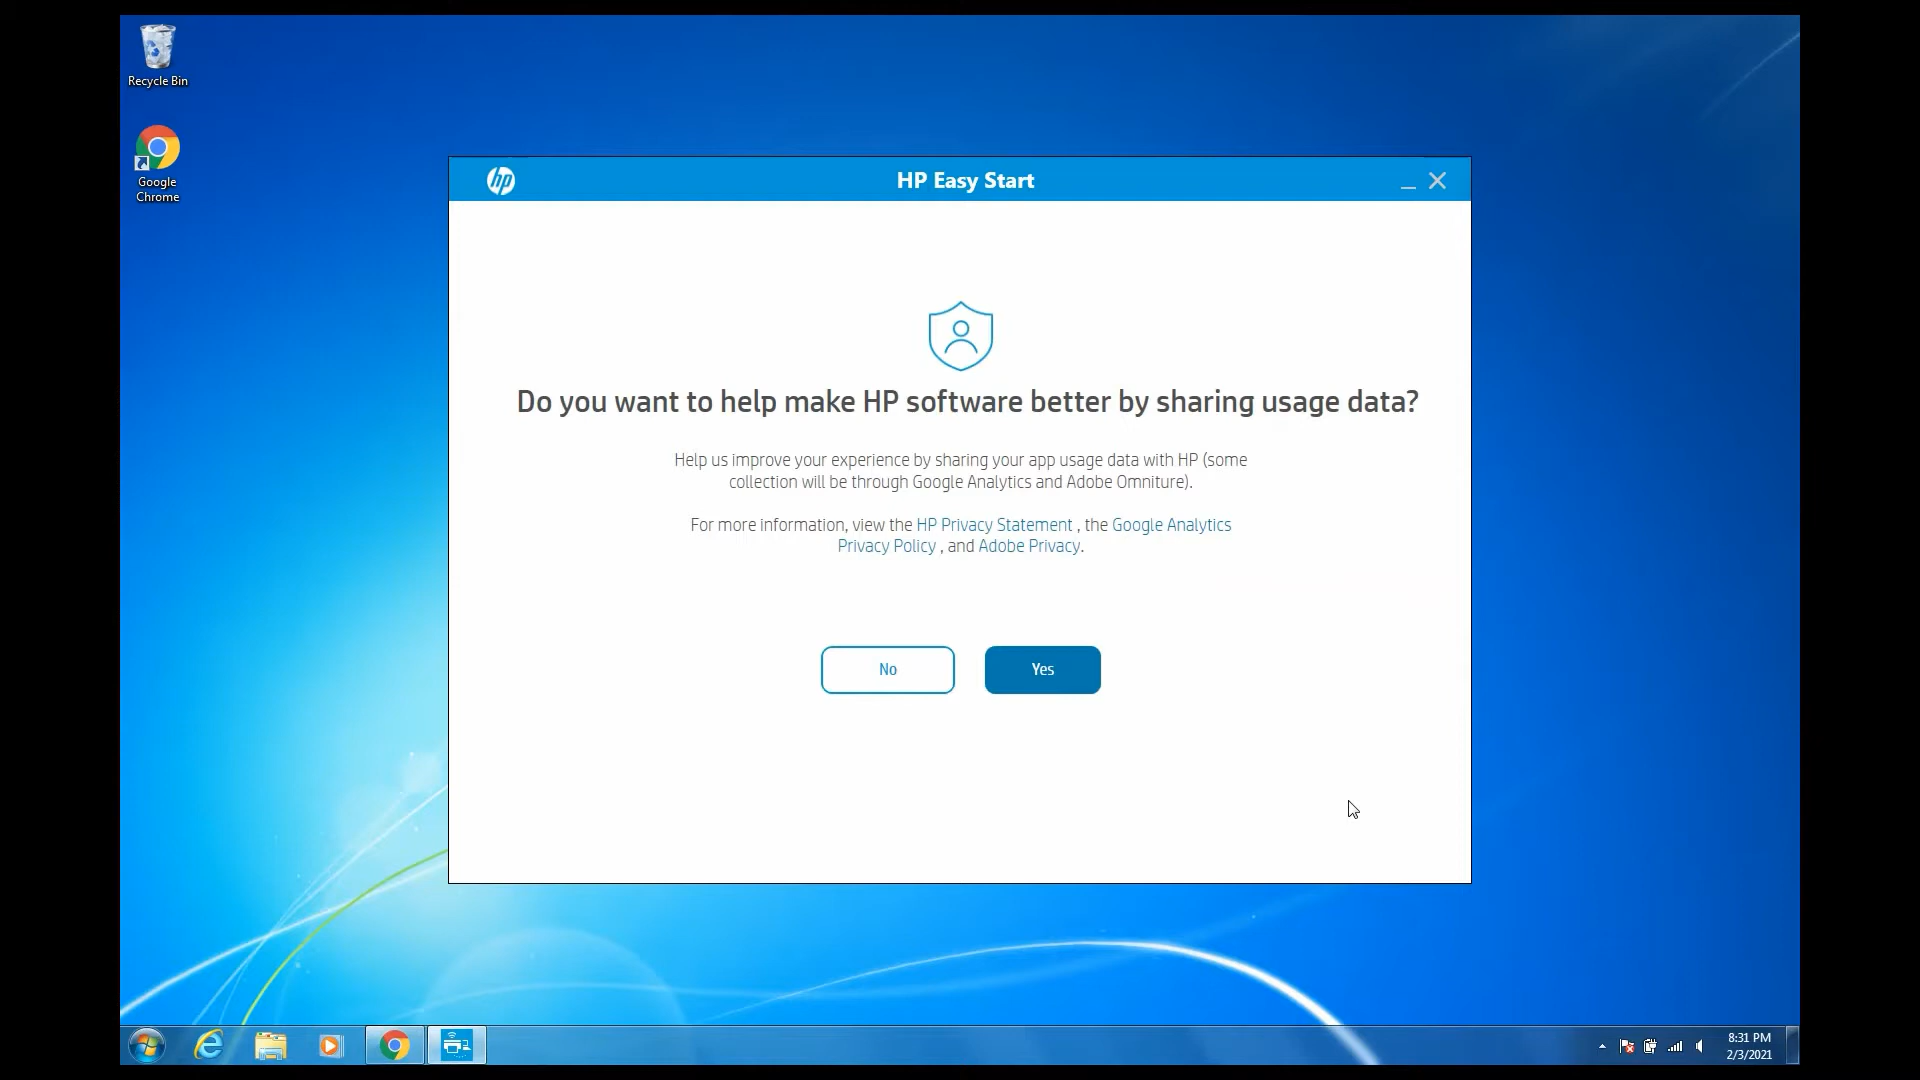 Recycle Bin
Google
Chrome
hp
HP Easy Start
Do you want to help make HP software better by sharing usage data?
Help us improve your experience by sharing your app usage data with HP (some
collection will be through Google Analytics and Adobe Omniture).
For more information, view the HP Privacy Statement , the Google Analytics
Privacy Policy , and Adobe Privacy.
No
Yes
8:31 PM
2/3/2021